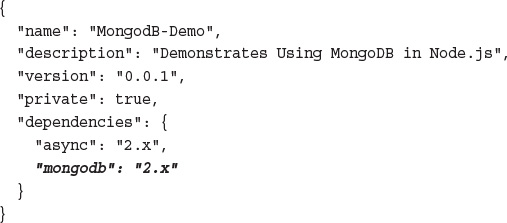 {
  "name": "MongodB-Demo",
  "description": "Demonstrates Using MongoDB in Node.js",
  "version": "0.0.1",
  "private": true,
  "dependencies": {
    "async": "2.x",
    "mongodb": "2.x"
  }
}